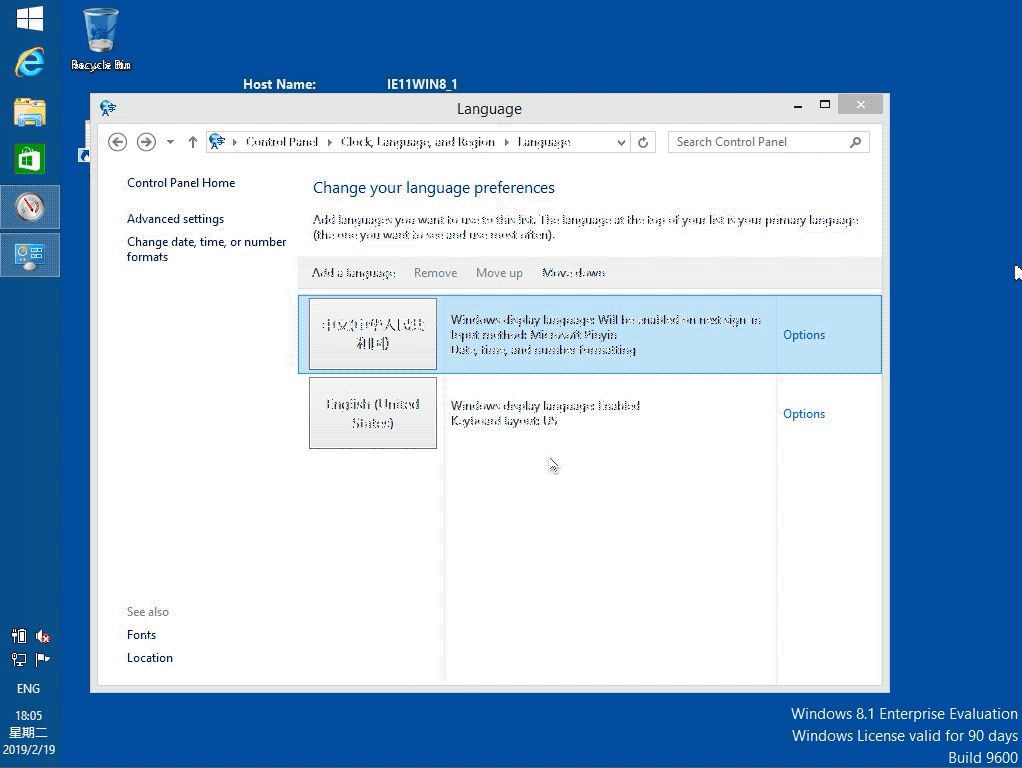 Recycle Bin
Host Name: IE11WIN8_1
Language
Control Panel
Clock, Language, and Region
Language
Search Control Panel
Control Panel Home
Advanced settings
Change date, time, or number
formats
Change your language preferences
Add languages you want to use to this list. The language at the top of your list is your primary language
(the one you want to see and use most often).
Add a language Remove Move up Move down
中文(中华人民共
和国)
Windows display language: Will be enabled on next sign in
Input method: Microsoft Pinyin
Date, time, and number formatting
Options
English (United
States)
Windows display language: Enabled
Keyboard layout: US
Options
See also
Fonts
Location
ENG
18:05
星期二
2019/2/19
Windows 8.1 Enterprise Evaluation
Windows License valid for 90 days
Build 9600